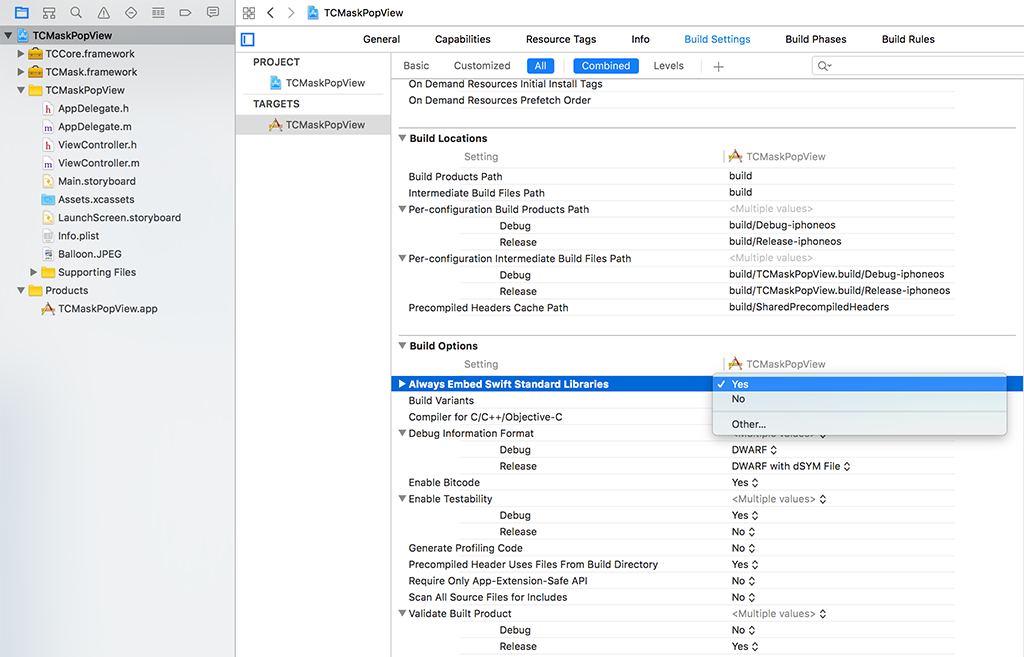 TCMaskPopView
TCMaskPopView
TCCore.framework
TCMask.framework
TCMaskPopView
h AppDelegate.h
m AppDelegate.m
h ViewController.h
m ViewController.m
Main.storyboard
Assets.xcassets
LaunchScreen.storyboard
Info.plist
Balloon.JPEG
Supporting Files
Products
TCMaskPopView.app
General Capabilities Resource Tags Info Build Settings Build Phases Build Rules
PROJECT
TCMaskPopView
TARGETS
TCMaskPopView
Basic Customized All Combined Levels +
On Demand Resources Initial Install Tags
On Demand Resources Prefetch Order
Build Locations
Setting TCMaskPopView
Build Products Path build
Intermediate Build Files Path build
Per-configuration Build Products Path <Multiple values>
Debug build/Debug-iphoneos
Release build/Release-iphoneos
Per-configuration Intermediate Build Files Path <Multiple values>
Debug build/TCMaskPopView.build/Debug-iphoneos
Release build/TCMaskPopView.build/Release-iphoneos
Precompiled Headers Cache Path build/SharedPrecompiledHeaders
Build Options
Setting TCMaskPopView
Always Embed Swift Standard Libraries ✓ Yes
Build Variants No
Compiler for C/C++/Objective-C Other...
Debug Information Format <Multiple values>
Debug DWARF
Release DWARF with dSYM File
Enable Bitcode Yes
Enable Testability <Multiple values>
Debug Yes
Release No
Generate Profiling Code No
Precompiled Header Uses Files From Build Directory Yes
Require Only App-Extension-Safe API No
Scan All Source Files for Includes No
Validate Built Product <Multiple values>
Debug No
Release Yes